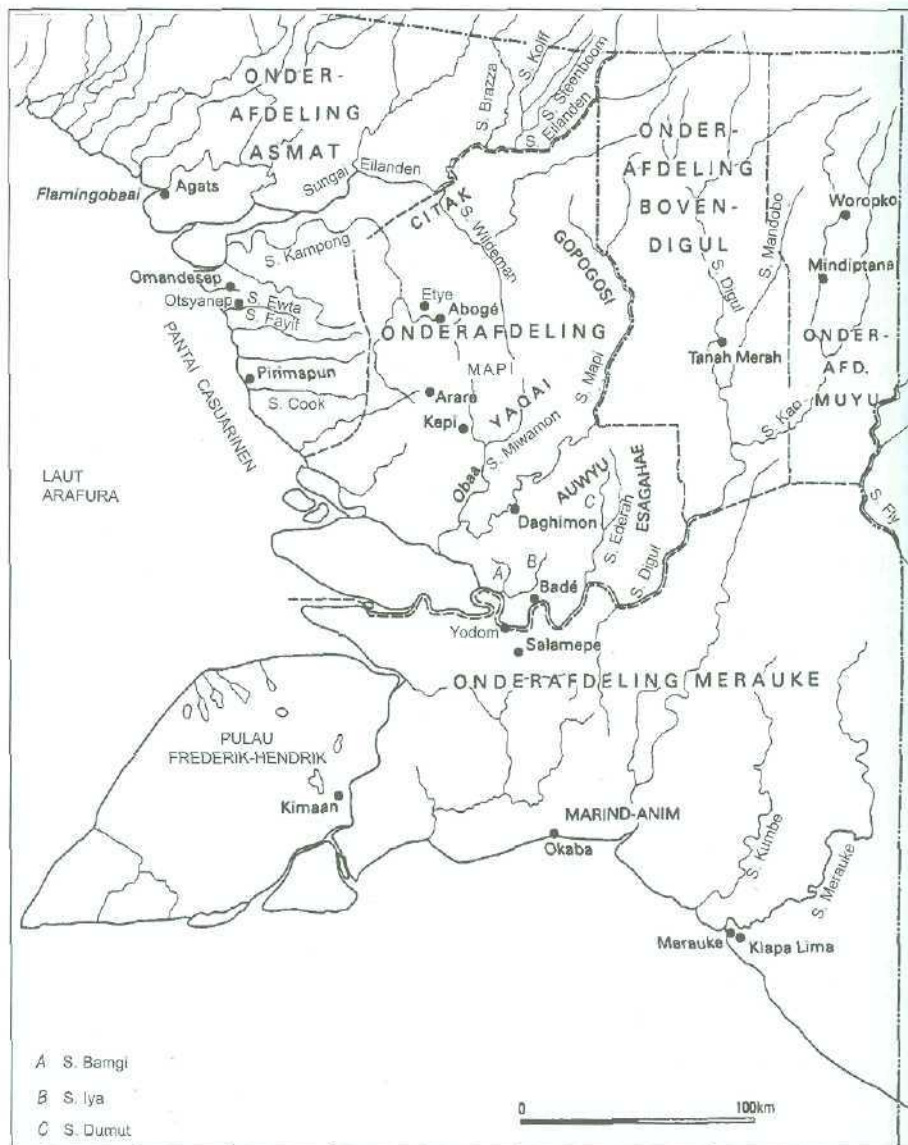 ONDER-
AFDELING
ASMAT
S. Brazza
S. Kolff
S. Steenboom
S. Eilanden
ONDER-
AFDELING
BOVEN-
DIGUL
Flamingobaai
Agats
Sungai Eilanden
CITAK
S. Wildeman
GOPOGOSI
S. Digul
S. Mandobo
Woropko
Mindiptana
S. Kampong
Omandesep
Otsyanep
S. Ewta
S. Fayit
Etye
Abogé
ONDERAFDELING
MAPI
ONDER-
AFD.
MUYU
PANTAI CASUARINEN
Pirimapun
S. Cook
Arare
Kepi
YAQAI
S. Mapi
Tanah Merah
S. Kao
LAUT
ARAFURA
Obaa
S. Miwamon
AUWYU
C
S. Ederah
ESAGAHAE
Daghimon
S. Fly
A
B
Badé
S. Digul
Yodom
Salamepe
ONDERAFDELING MERAUKE
PULAU
FREDERIK-HENDRIK
Kimaan
MARIND-ANIM
Okaba
S. Kumbe
S. Merauke
Merauke
Klapa Lima
A S. Bamgi
B S. Iya
C S. Dumut
0 100km